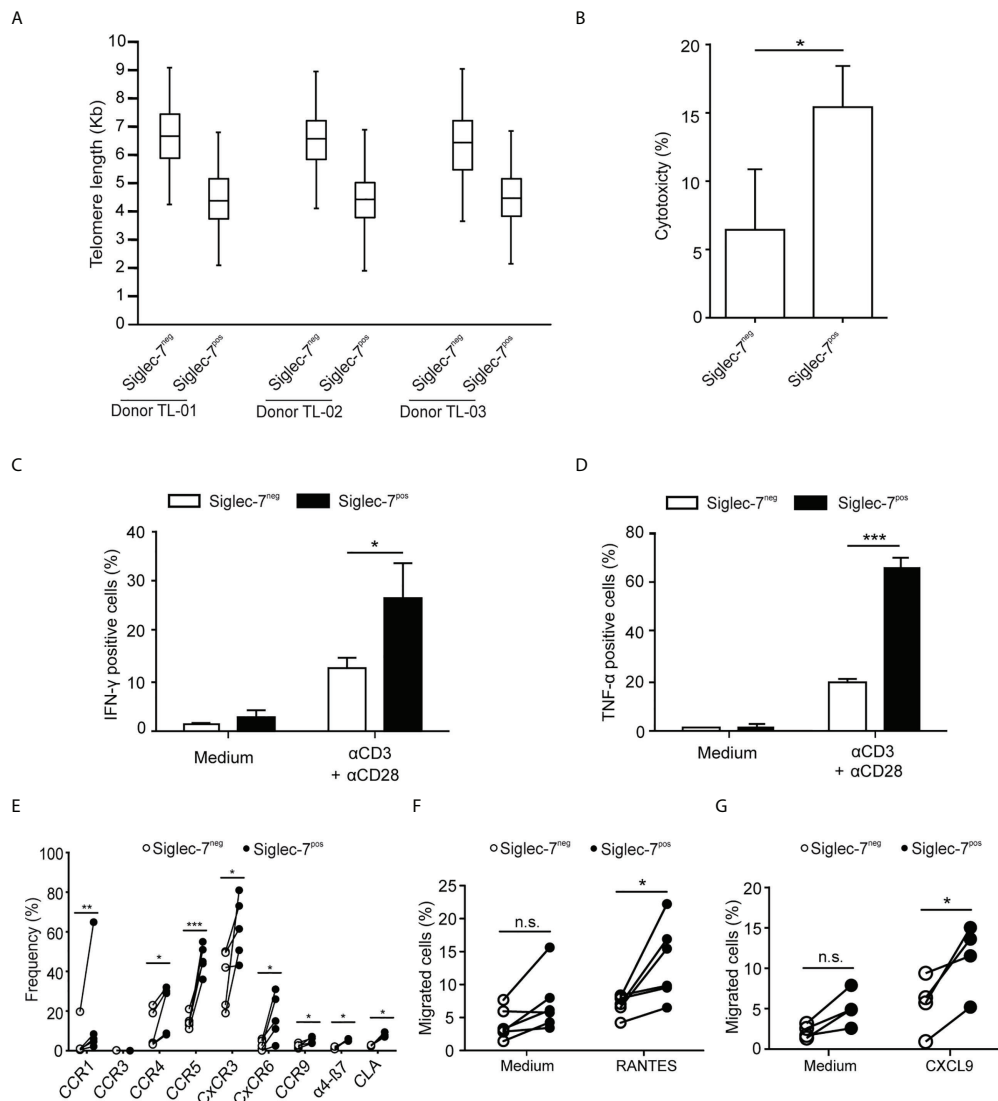 A
Telomere length (Kb)
10
9
8
7
6
5
4
3
2
1
0
Siglec-7neg
Siglec-7pos
Siglec-7neg
Siglec-7pos
Siglec-7neg
Siglec-7pos
Donor TL-01
Donor TL-02
Donor TL-03
B
Cytotoxicty (%)
20
15
10
5
0
*
Siglec-7neg
Siglec-7pos
C
Siglec-7neg
Siglec-7pos
IFN-γ positive cells (%)
40
30
20
10
0
*
Medium
αCD3
+ αCD28
D
Siglec-7neg
Siglec-7pos
TNF-α positive cells (%)
80
60
40
20
0
***
Medium
αCD3
+ αCD28
E
Siglec-7neg
Siglec-7pos
Frequency (%)
100
80
60
40
20
0
**
*
***
*
*
*
*
*
CCR1
CCR3
CCR4
CCR5
CxCR3
CxCR6
CCR9
α4-ß7
CLA
F
Siglec-7neg
Siglec-7pos
Migrated cells (%)
25
20
15
10
5
0
n.s.
*
Medium
RANTES
G
Siglec-7neg
Siglec-7pos
Migrated cells (%)
20
15
10
5
0
n.s.
*
Medium
CXCL9